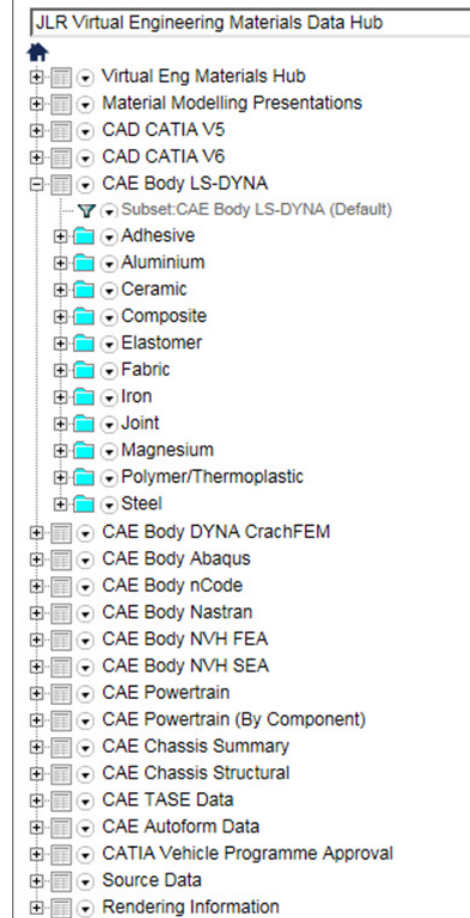 JLR Virtual Engineering Materials Data Hub
Virtual Eng Materials Hub
Material Modelling Presentations
CAD CATIA V5
CAD CATIA V6
CAE Body LS-DYNA
Subset:CAE Body LS-DYNA (Default)
Adhesive
Aluminium
Ceramic
Composite
Elastomer
Fabric
Iron
Joint
Magnesium
Polymer/Thermoplastic
Steel
CAE Body DYNA CrachFEM
CAE Body Abaqus
CAE Body nCode
CAE Body Nastran
CAE Body NVH FEA
CAE Body NVH SEA
CAE Powertrain
CAE Powertrain (By Component)
CAE Chassis Summary
CAE Chassis Structural
CAE TASE Data
CAE Autoform Data
CATIA Vehicle Programme Approval
Source Data
Rendering Information